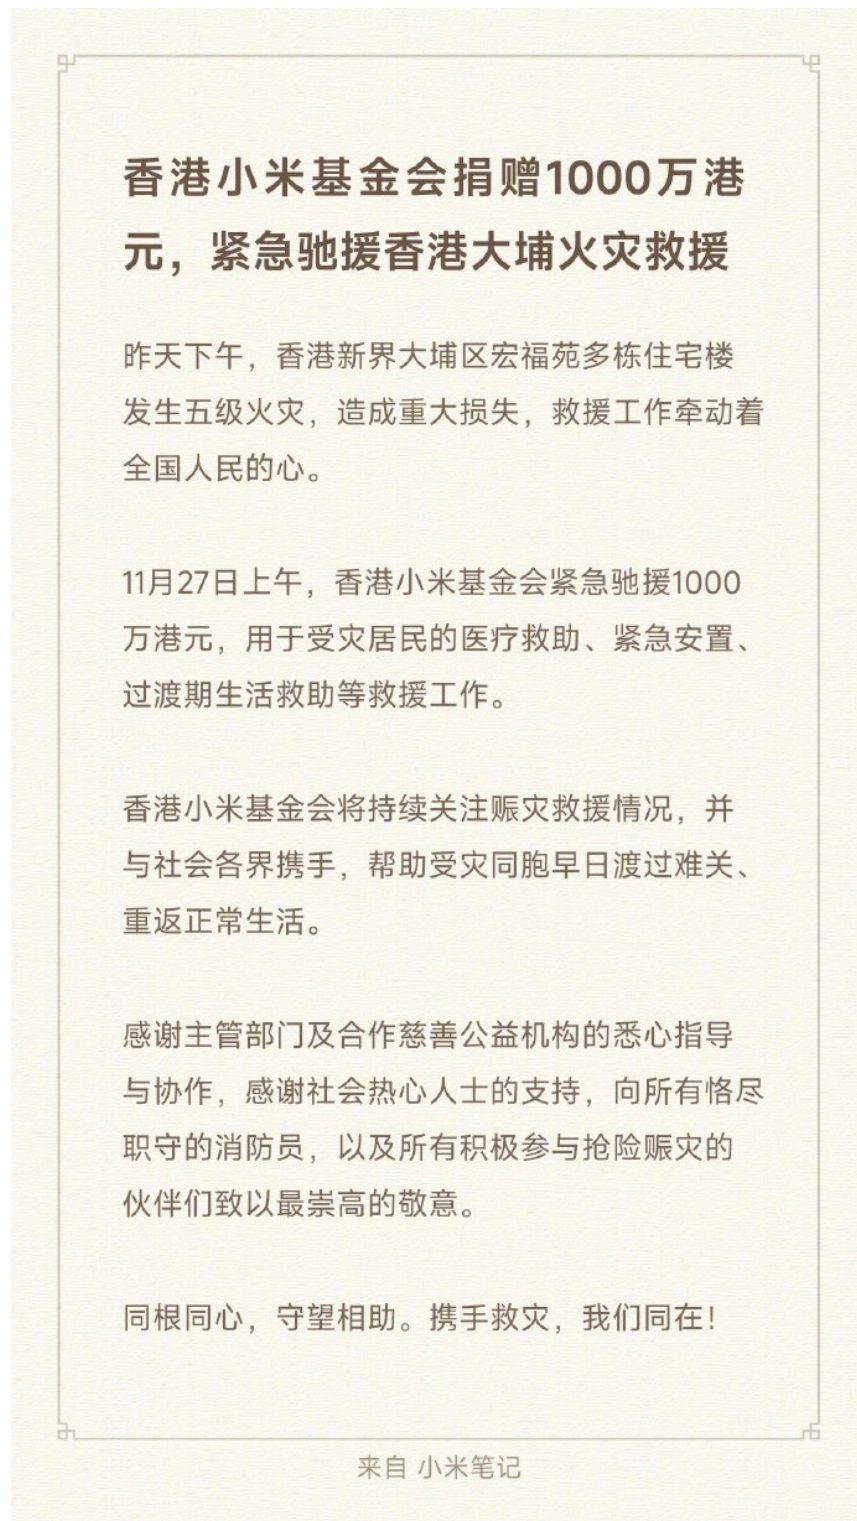 香港小米基金会捐赠1000万港
元，紧急驰援香港大埔火灾救援
昨天下午，香港新界大埔区宏福苑多栋住宅楼
发生五级火灾，造成重大损失，救援工作牵动着
全国人民的心。
11月27日上午，香港小米基金会紧急驰援1000
万港元，用于受灾居民的医疗救助、紧急安置、
过渡期生活救助等救援工作。
香港小米基金会将持续关注赈灾救援情况，并
与社会各界携手，帮助受灾同胞早日渡过难关、
重返正常生活。
感谢主管部门及合作慈善公益机构的悉心指导
与协作，感谢社会热心人士的支持，向所有恪尽
职守的消防员，以及所有积极参与抢险赈灾的
伙伴们致以最崇高的敬意。
同根同心，守望相助。携手救灾，我们同在！
来自 小米笔记